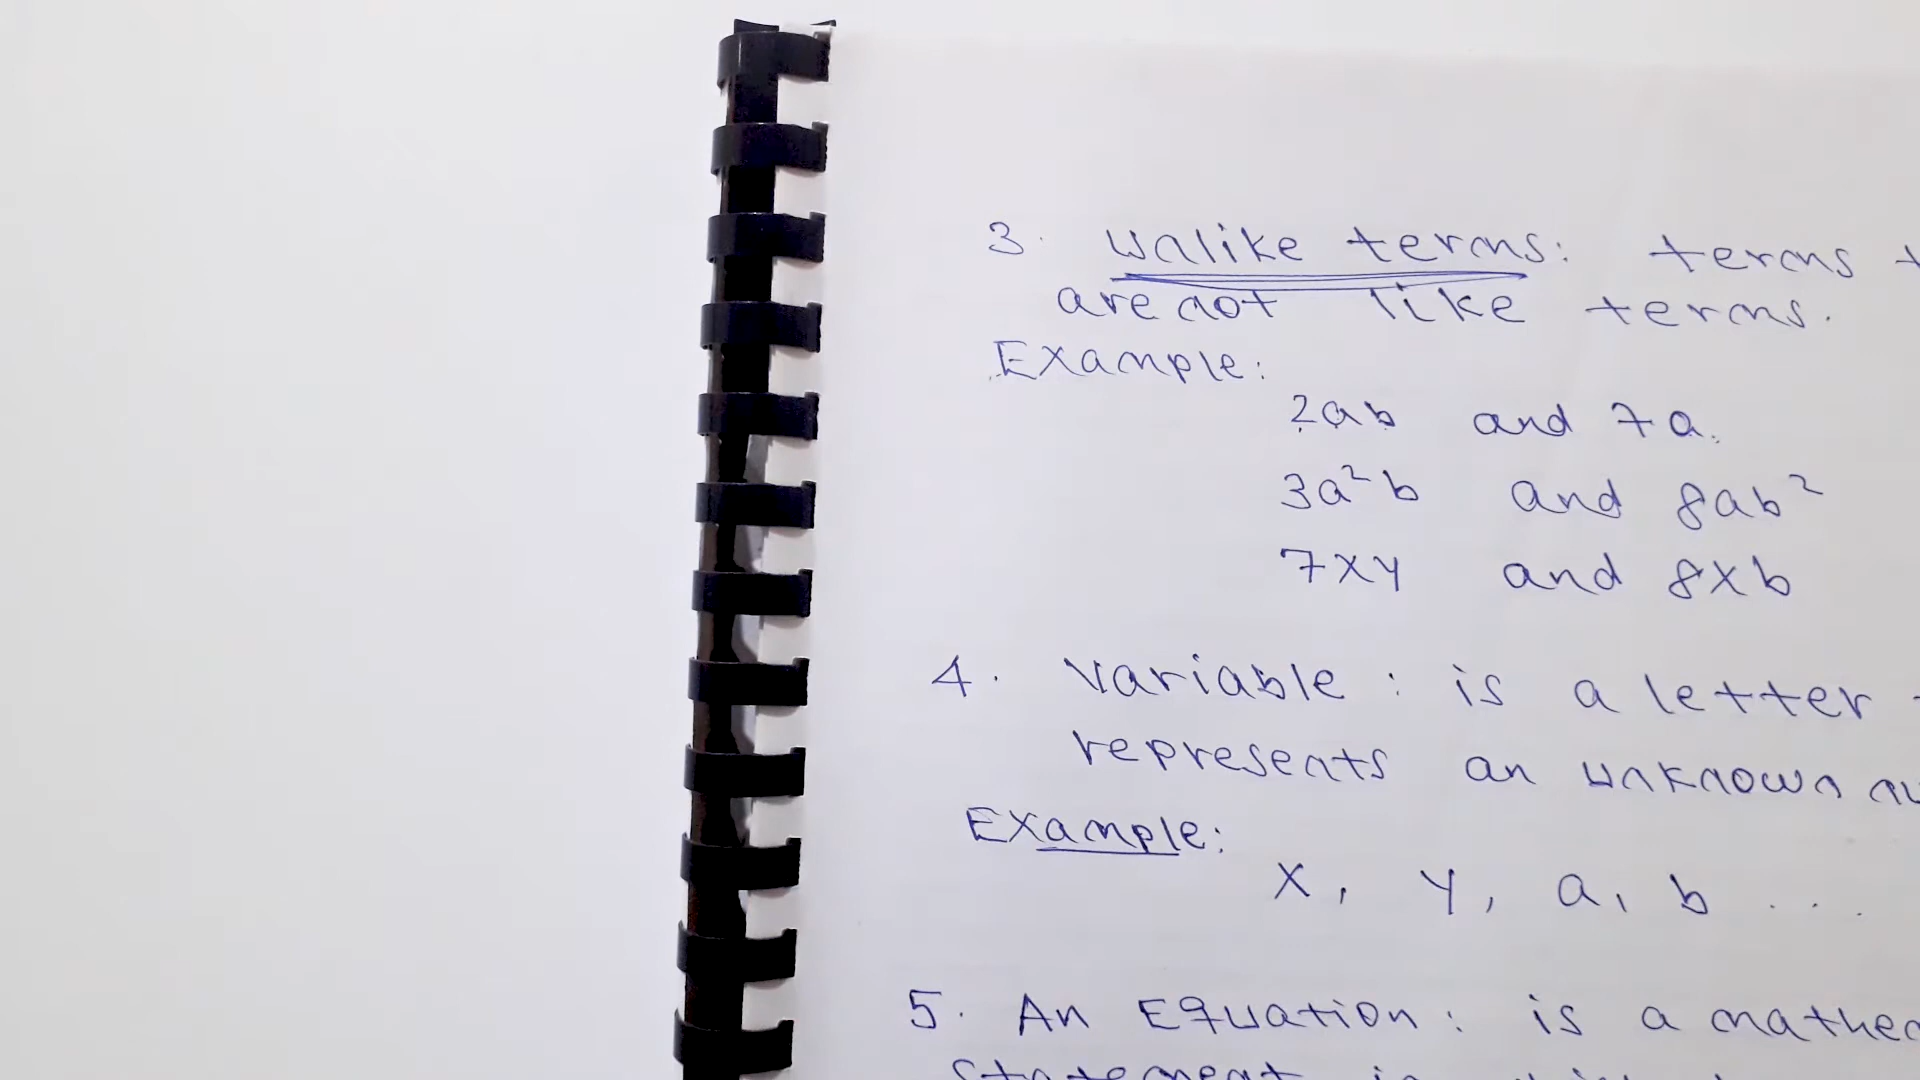 3. Unlike terms: terms
are not like terms.
Example:
2ab and 7a.
3a²b and 8ab²
7xy and 8xb
4. Variable: is a letter
represents an unknown
Example:
x, y, a, b ...
5. An Equation: is a
statement